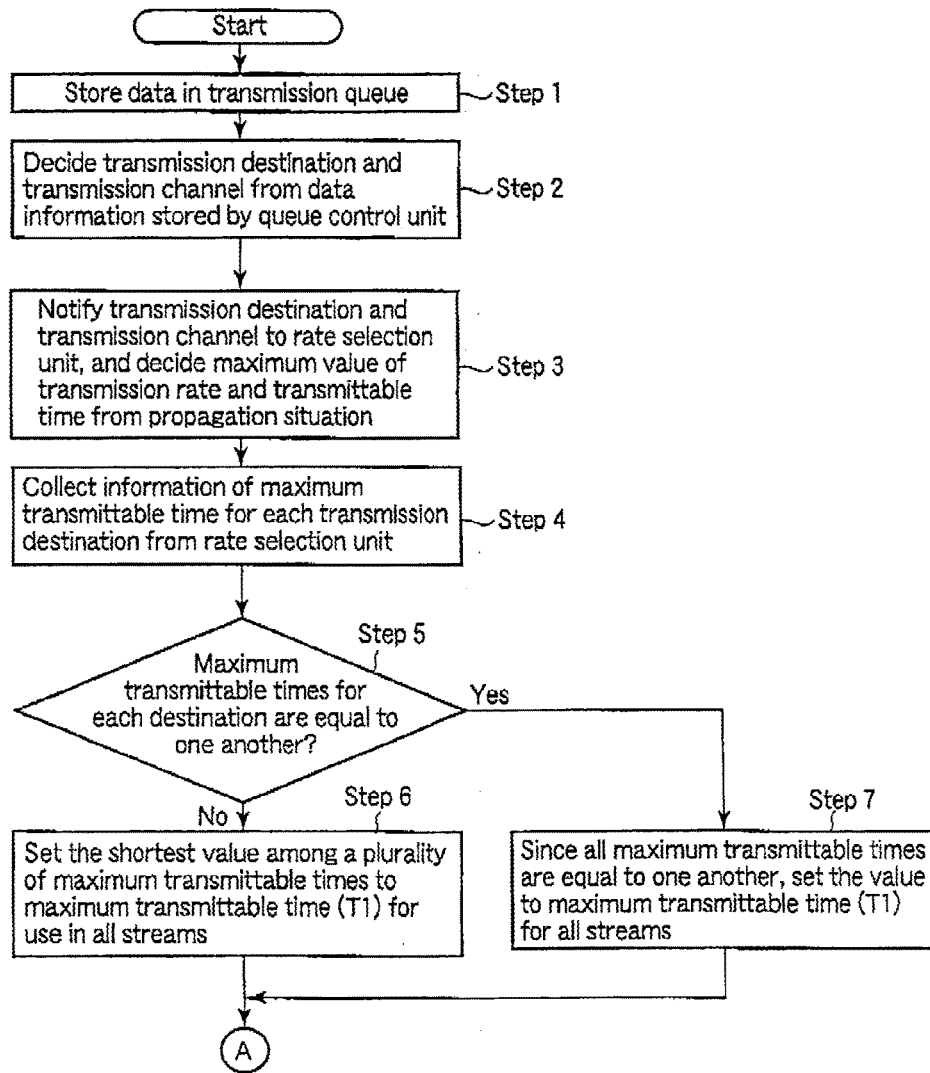 Start
Store data in transmission queue
Step 1
Decide transmission destination and
transmission channel from data
information stored by queue control unit
Step 2
Notify transmission destination and
transmission channel to rate selection
unit, and decide maximum value of
transmission rate and transmittable
time from propagation situation
Step 3
Collect information of maximum
transmittable time for each transmission
destination from rate selection unit
Step 4
Step 5
Maximum
transmittable times for
each destination are equal to
one another?
Yes
No
Step 6
Set the shortest value among a plurality
of maximum transmittable times to
maximum transmittable time (T1) for
use in all streams
Step 7
Since all maximum transmittable times
are equal to one another, set the value
to maximum transmittable time (T1)
for all streams
A